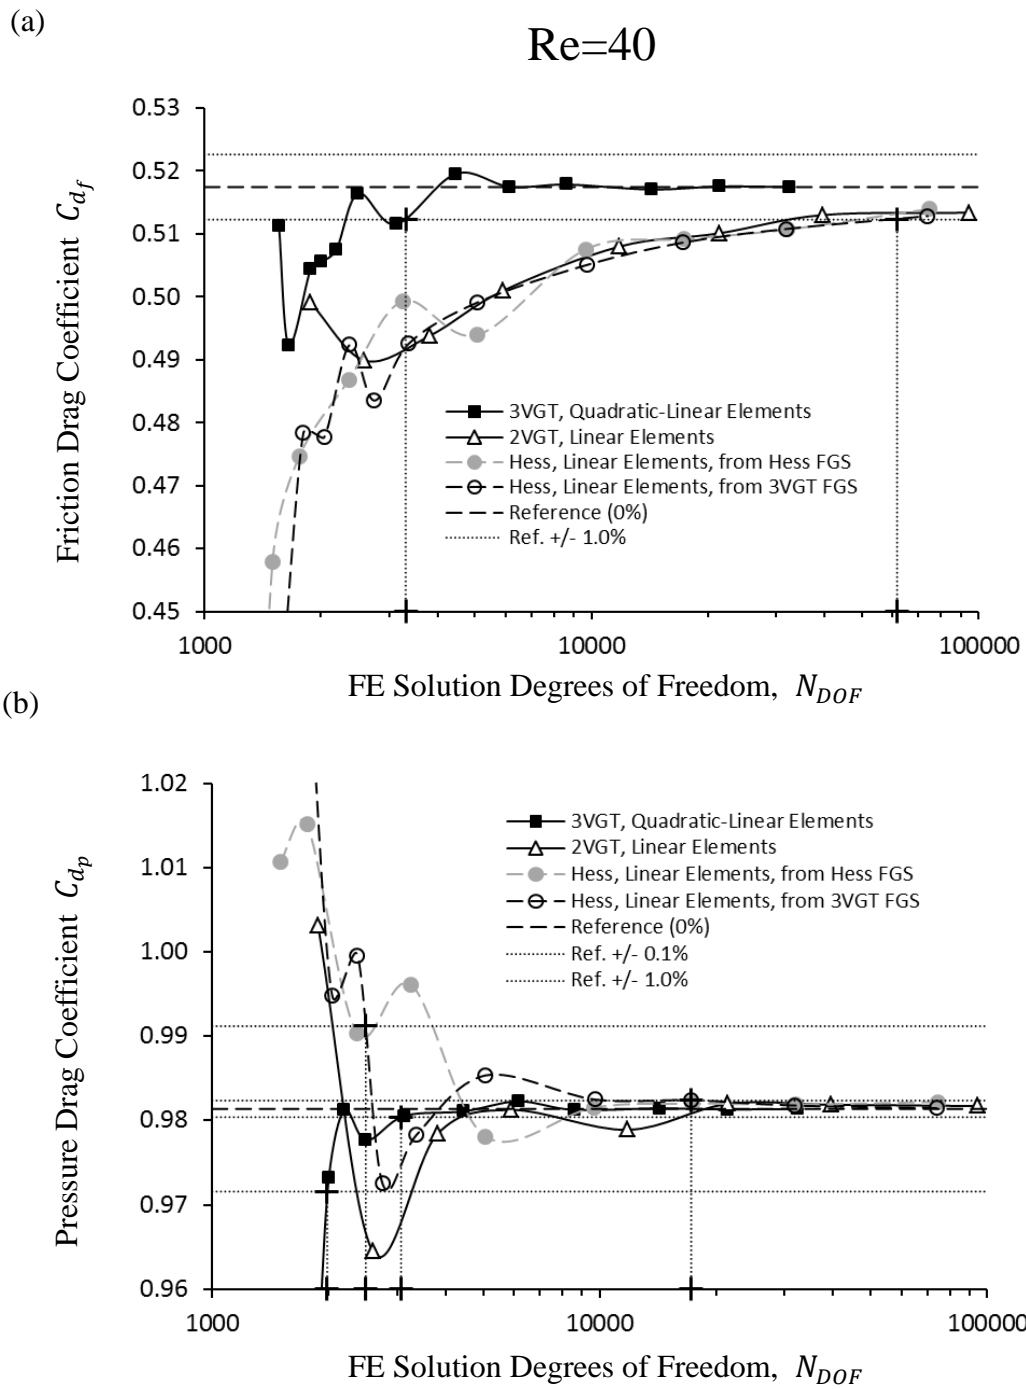 (a)
Re=40
Friction Drag Coefficient C_{d_f}
0.53
0.52
0.51
0.50
0.49
0.48
0.47
0.46
0.45
3VGT, Quadratic-Linear Elements
2VGT, Linear Elements
Hess, Linear Elements, from Hess FGS
Hess, Linear Elements, from 3VGT FGS
Reference (0%)
Ref. +/- 1.0%
1000
10000
100000
FE Solution Degrees of Freedom, N_{DOF}
(b)
Pressure Drag Coefficient C_{d_p}
1.02
1.01
1.00
0.99
0.98
0.97
0.96
3VGT, Quadratic-Linear Elements
2VGT, Linear Elements
Hess, Linear Elements, from Hess FGS
Hess, Linear Elements, from 3VGT FGS
Reference (0%)
Ref. +/- 0.1%
Ref. +/- 1.0%
1000
10000
100000
FE Solution Degrees of Freedom, N_{DOF}